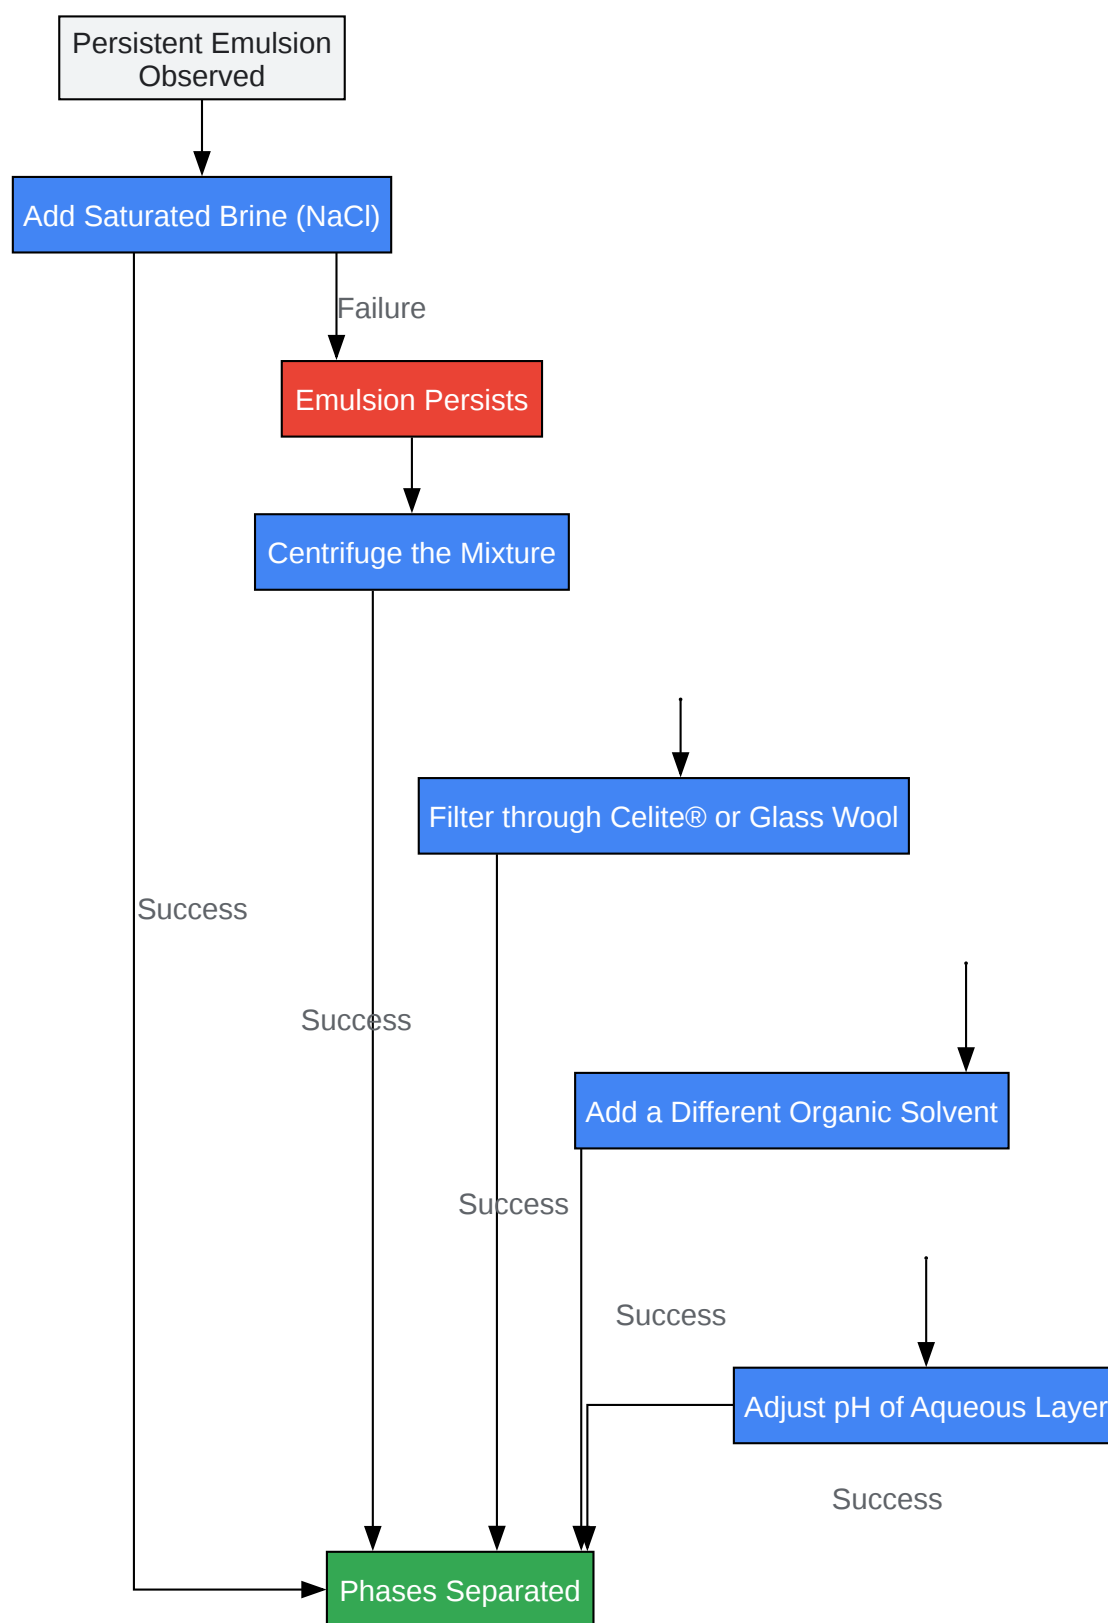 Persistent Emulsion
Observed
Add Saturated Brine (NaCl)
Failure
Emulsion Persists
Centrifuge the Mixture
Filter through Celite® or Glass Wool
Success
Success
Add a Different Organic Solvent
Success
Success
Adjust pH of Aqueous Layer
Success
Phases Separated